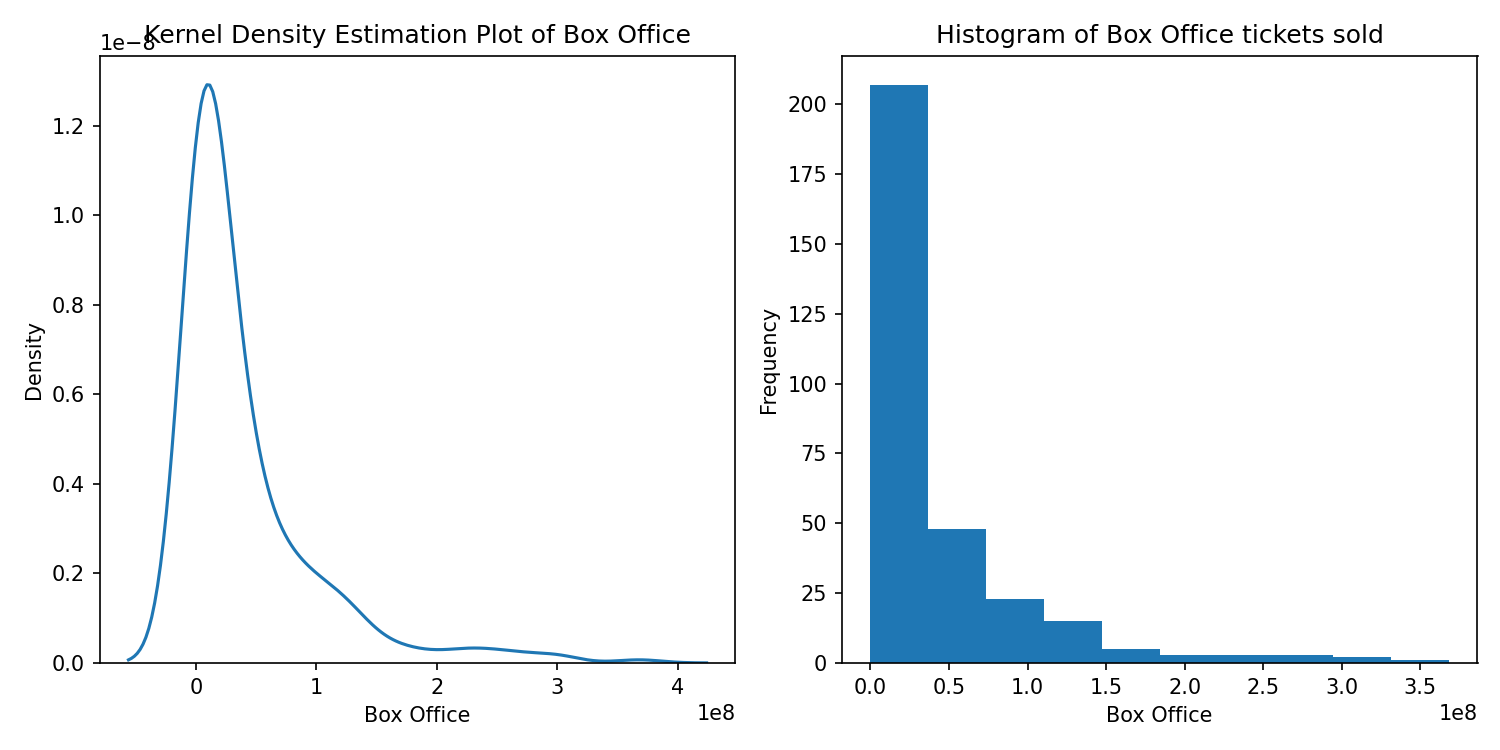 Kernel Density Estimation Plot of Box Office
1e−8
1.2
1.0
0.8
0.6
0.4
0.2
0.0
Density
0 1 2 3 4
1e8
Box Office
Histogram of Box Office tickets sold
200
175
150
125
100
75
50
25
0
Frequency
0.0 0.5 1.0 1.5 2.0 2.5 3.0 3.5
1e8
Box Office